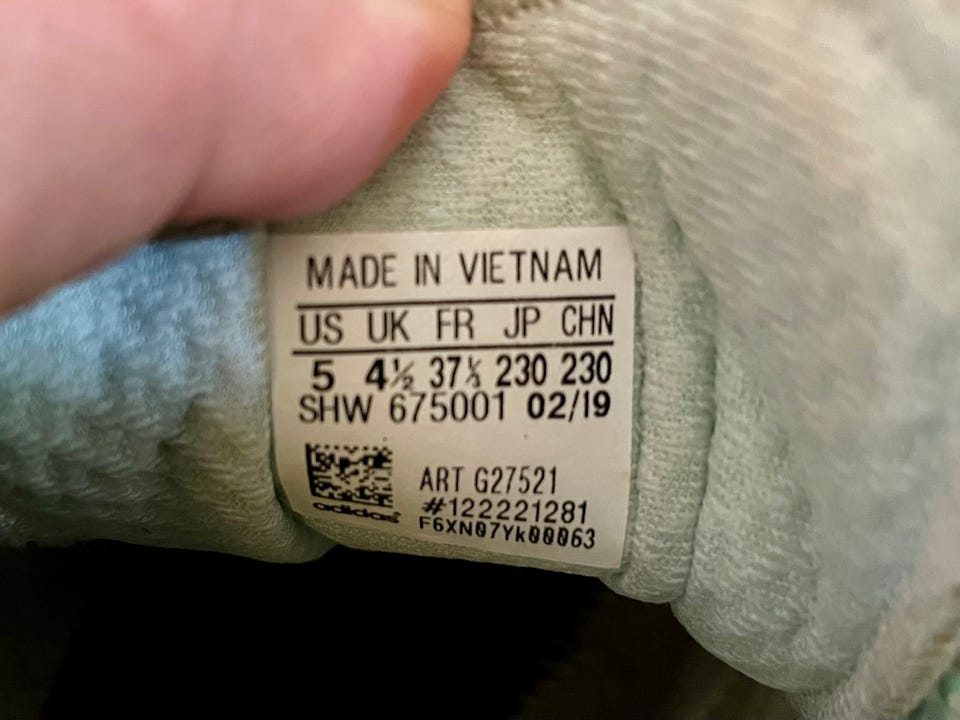 MADE IN VIETNAM
US UK FR JP CHN
5 4½ 37⅓ 230 230
SHW 675001 02/19
ART G27521
#122221281
adidas
F6XN07Yk00063